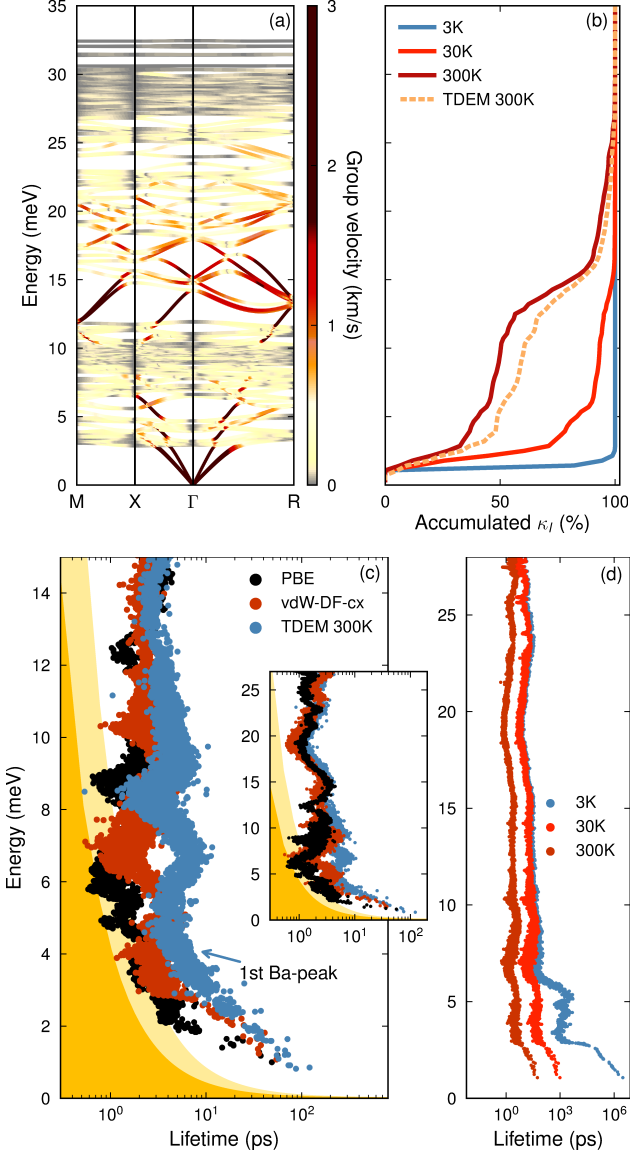 (a)
35
30
25
20
15
10
5
0
Energy (meV)
M X Γ R
3
2
1
0
Group velocity (km/s)
(b)
3K
30K
300K
TDEM 300K
0 50 100
Accumulated κl (%)
(c)
PBE
vdW-DF-cx
TDEM 300K
14
12
10
8
6
4
2
0
Energy (meV)
1st Ba-peak
10^0 10^1 10^2
Lifetime (ps)
25
20
15
10
5
0
10^0 10^1 10^2
(d)
25
20
15
10
5
0
3K
30K
300K
10^0 10^3 10^6
Lifetime (ps)